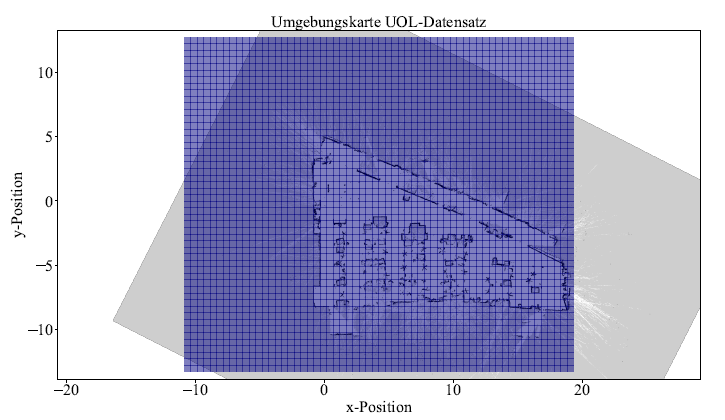 Umgebungskarte UOL-Datensatz
10
5
0
−5
−10
y-Position
−20 −10 0 10 20
x-Position